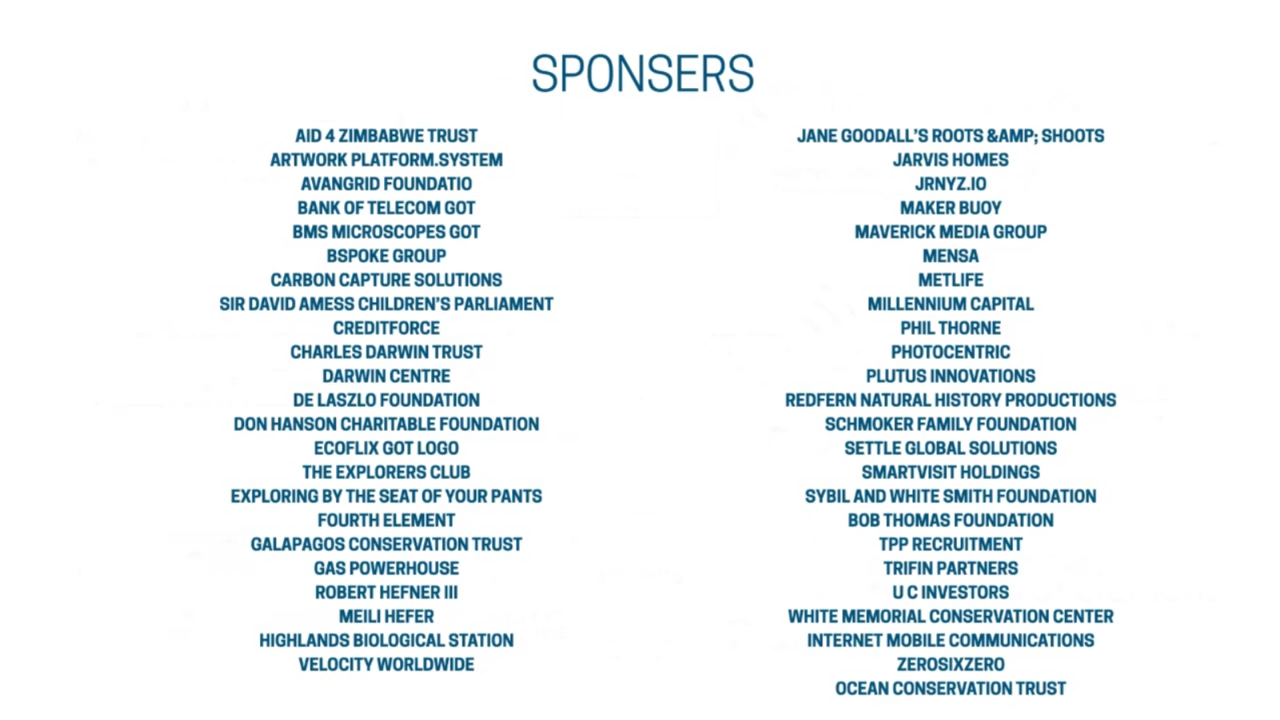 SPONSERS
AID 4 ZIMBABWE TRUST
ARTWORK PLATFORM.SYSTEM
AVANGRID FOUNDATIO
BANK OF TELECOM GOT
BMS MICROSCOPES GOT
BSPOKE GROUP
CARBON CAPTURE SOLUTIONS
SIR DAVID AMESS CHILDREN'S PARLIAMENT
CREDITFORCE
CHARLES DARWIN TRUST
DARWIN CENTRE
DE LASZLO FOUNDATION
DON HANSON CHARITABLE FOUNDATION
ECOFLIX GOT LOGO
THE EXPLORERS CLUB
EXPLORING BY THE SEAT OF YOUR PANTS
FOURTH ELEMENT
GALAPAGOS CONSERVATION TRUST
GAS POWERHOUSE
ROBERT HEFNER III
MEILI HEFER
HIGHLANDS BIOLOGICAL STATION
VELOCITY WORLDWIDE
JANE GOODALL'S ROOTS &AMP; SHOOTS
JARVIS HOMES
JRNYZ.IO
MAKER BUOY
MAVERICK MEDIA GROUP
MENSA
METLIFE
MILLENNIUM CAPITAL
PHIL THORNE
PHOTOCENTRIC
PLUTUS INNOVATIONS
REDFERN NATURAL HISTORY PRODUCTIONS
SCHMOKER FAMILY FOUNDATION
SETTLE GLOBAL SOLUTIONS
SMARTVISIT HOLDINGS
SYBIL AND WHITE SMITH FOUNDATION
BOB THOMAS FOUNDATION
TPP RECRUITMENT
TRIFIN PARTNERS
U C INVESTORS
WHITE MEMORIAL CONSERVATION CENTER
INTERNET MOBILE COMMUNICATIONS
ZEROSIXZERO
OCEAN CONSERVATION TRUST